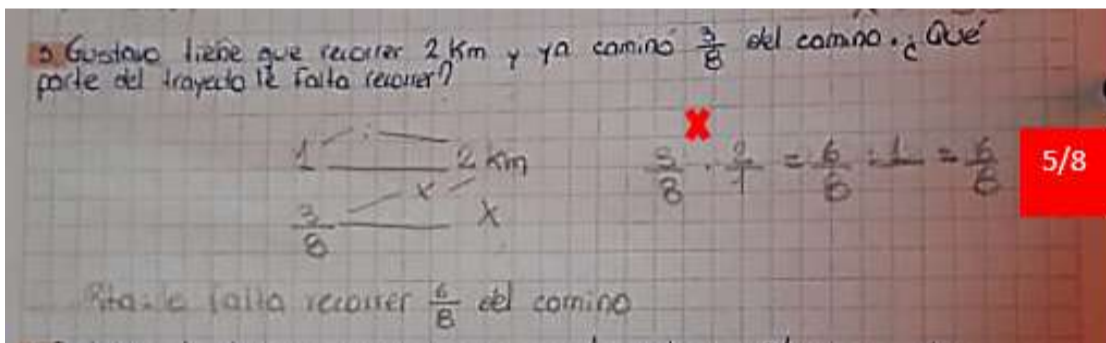 3. Gustavo tiene que recorrer 2 Km y ya caminó 3/8 del camino. ¿Qué
parte del trayecto le falta recorrer?
1 : 2 Km
3/8 x X
3/8 · 2/1 = 6/8 : 1 = 6/8
5/8
Rta: le falta recorrer 6/8 del camino